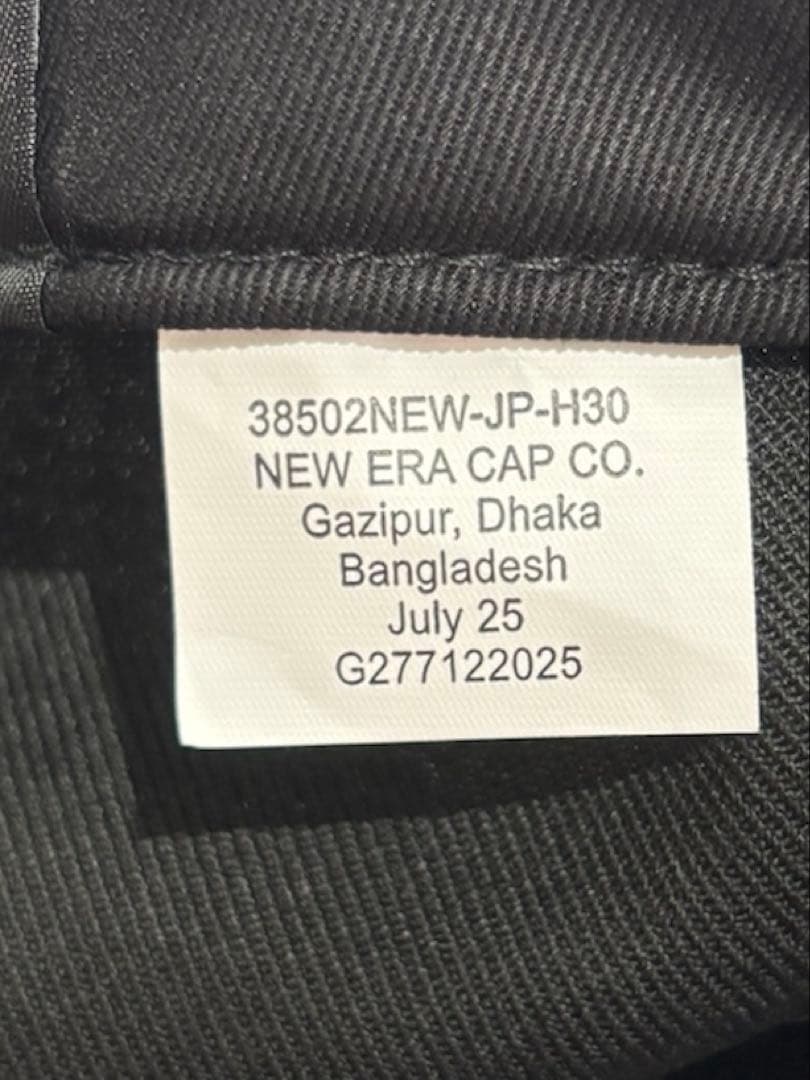 38502NEW-JP-H30
NEW ERA CAP CO.
Gazipur, Dhaka
Bangladesh
July 25
G277122025